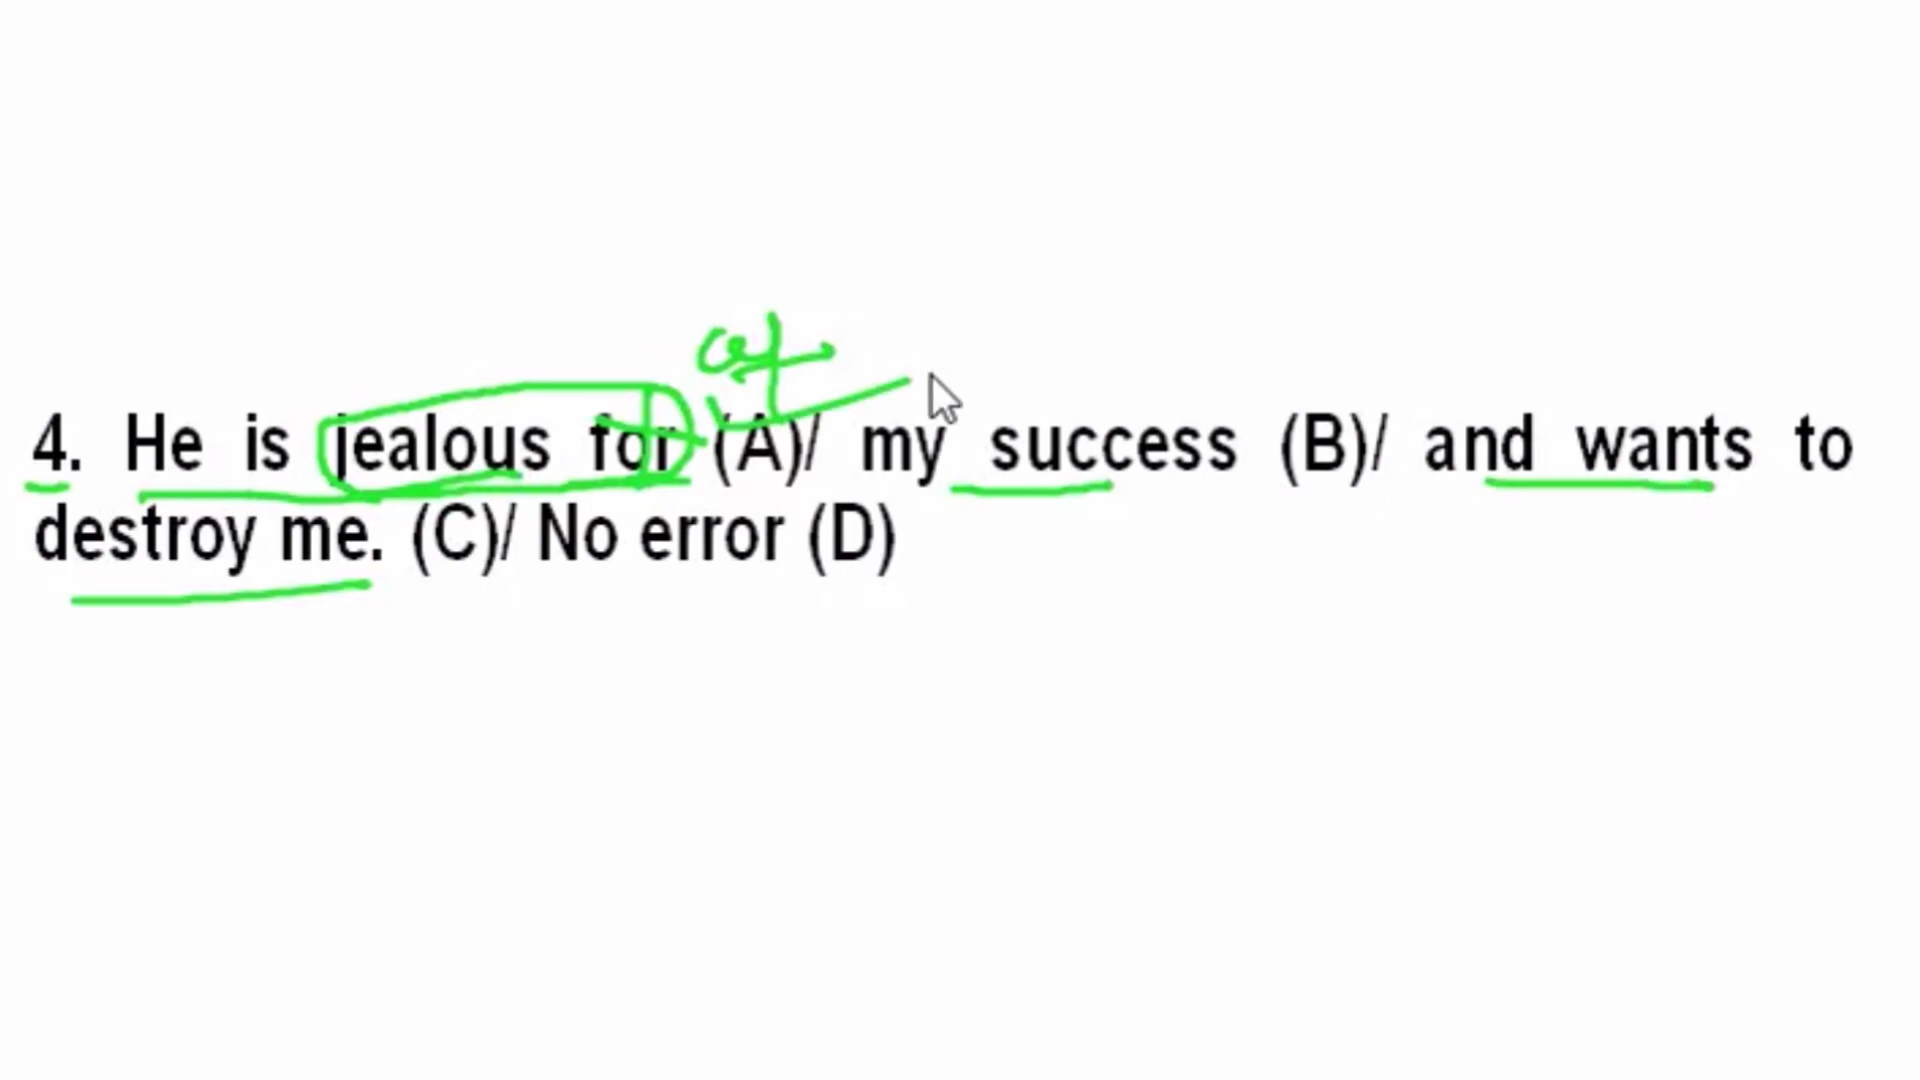 of
4. He is jealous for (A)/ my success (B)/ and wants to
destroy me. (C)/ No error (D)